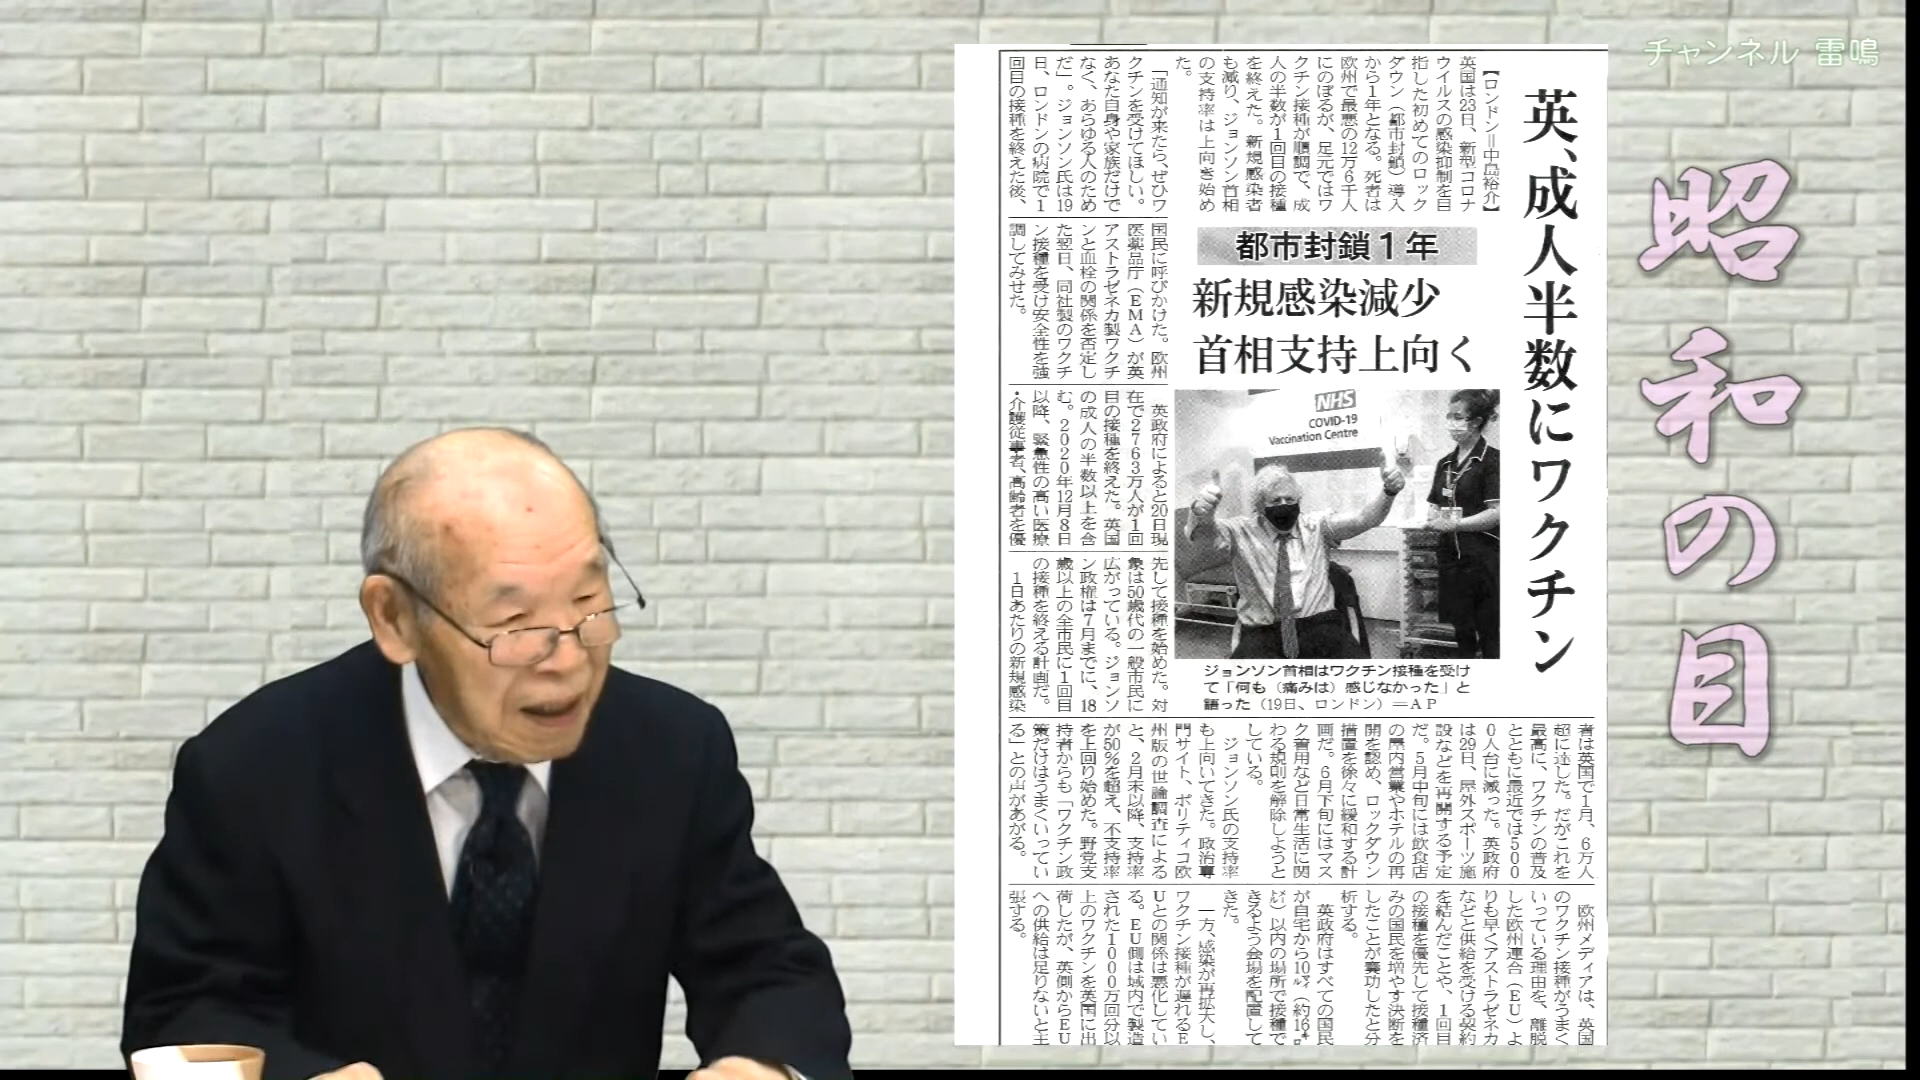 チャンネル 雷鳴
昭和の目
英、成人半数にワクチン
都市封鎖1年
新規感染減少
首相支持上向く
【ロンドン=中島裕介】
英国は23日、新型コロナ
ウイルスの感染抑制を目
指した初めてのロック
ダウン(都市封鎖)導入
から1年となる。死者は
欧州で最悪の12万6千人
にのぼるが、足元ではワ
クチン接種が順調で、成
人の半数が1回目の接種
を終えた。新規感染者
も減り、ジョンソン首相
の支持率は上向き始め
た。
「通知が来たら、ぜひワ
クチンを受けてほしい。
あなた自身や家族だけで
なく、あらゆる人のため
だ」。ジョンソン氏は19
日、ロンドンの病院で1
回目の接種を終えた後、
国民に呼びかけた。欧州
医薬品庁(EMA)が英
アストラゼネカ製ワクチ
ンと血栓の関係を否定し
た翌日、同社製のワクチ
ン接種を受け安全性を強
調してみせた。
英政府によると20日現
在で2763万人が1回
目の接種を終えた。英国
の成人の半数以上を含
む。2020年12月8日
以降、緊急性の高い医療
・介護従事者、高齢者を優
先して接種を始めた。対
象は50歳代の一般市民に
広がっている。ジョンソ
ン政権は7月までに、18
歳以上の全市民に1回目
の接種を終える計画だ。
1日あたりの新規感染
NHS
COVID-19
Vaccination Centre
ジョンソン首相はワクチン接種を受け
て「何も(痛みは)感じなかった」と
語った(19日、ロンドン)=AP
者は英国で1月、6万人
超に達した。だがこれを
最高に、ワクチンの普及
とともに最近では500
0人台に減った。英政府
は29日、屋外スポーツ施
設などを再開する予定
だ。5月中旬には飲食店
の屋内営業やホテルの再
開を認め、ロックダウン
措置を徐々に緩和する計
画だ。6月下旬にはマス
ク着用など日常生活に関
わる規則を解除しようと
している。
ジョンソン氏の支持率
も上向いてきた。政治専
門サイト、ポリティコ欧
州版の世論調査による
と、2月末以降、支持率
が50%を超え、不支持率
を上回り始めた。野党支
持者からも「ワクチン政
策だけはうまくいってい
る」との声があがる。
欧州メディアは、英国
のワクチン接種がうまく
いっている理由を、離脱
した欧州連合(EU)よ
りも早くアストラゼネカ
などと供給を受ける契約
を結んだことや、1回目
の接種を優先して接種済
みの国民を増やす決断を
したことが奏功したと分
析する。
英政府はすべての国民
が自宅から10マイル(約16キロ
以内の場所で接種で
きるよう会場を配置して
きた。
一方、感染が再拡大し、
ワクチン接種が遅れるE
Uとの関係は悪化してい
る。EU側は域内で製造
された1000万回分以
上のワクチンを英国に出
荷したが、英側からEU
への供給は足りないと主
張する。